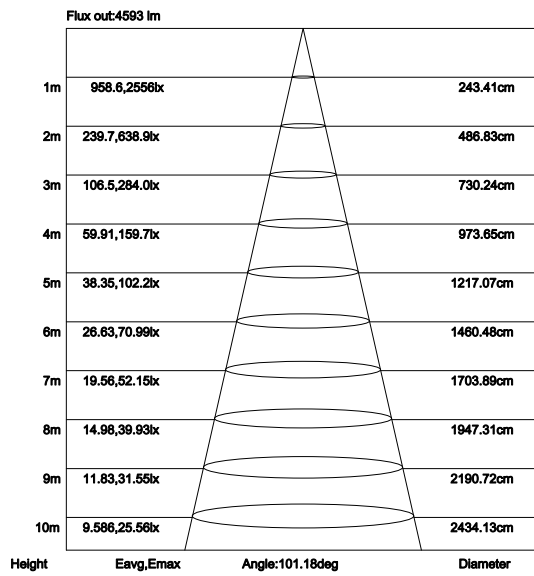 Flux out:4593 lm
1m 958.6,2556lx 243.41cm
2m 239.7,638.9lx 486.83cm
3m 106.5,284.0lx 730.24cm
4m 59.91,159.7lx 973.65cm
5m 38.35,102.2lx 1217.07cm
6m 26.63,70.99lx 1460.48cm
7m 19.56,52.15lx 1703.89cm
8m 14.98,39.93lx 1947.31cm
9m 11.83,31.55lx 2190.72cm
10m 9.586,25.56lx 2434.13cm
Height Eavg,Emax Angle:101.18deg Diameter